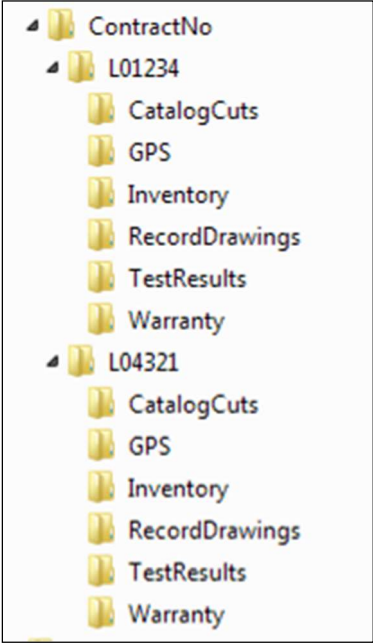 ContractNo
L01234
CatalogCuts
GPS
Inventory
RecordDrawings
TestResults
Warranty
L04321
CatalogCuts
GPS
Inventory
RecordDrawings
TestResults
Warranty